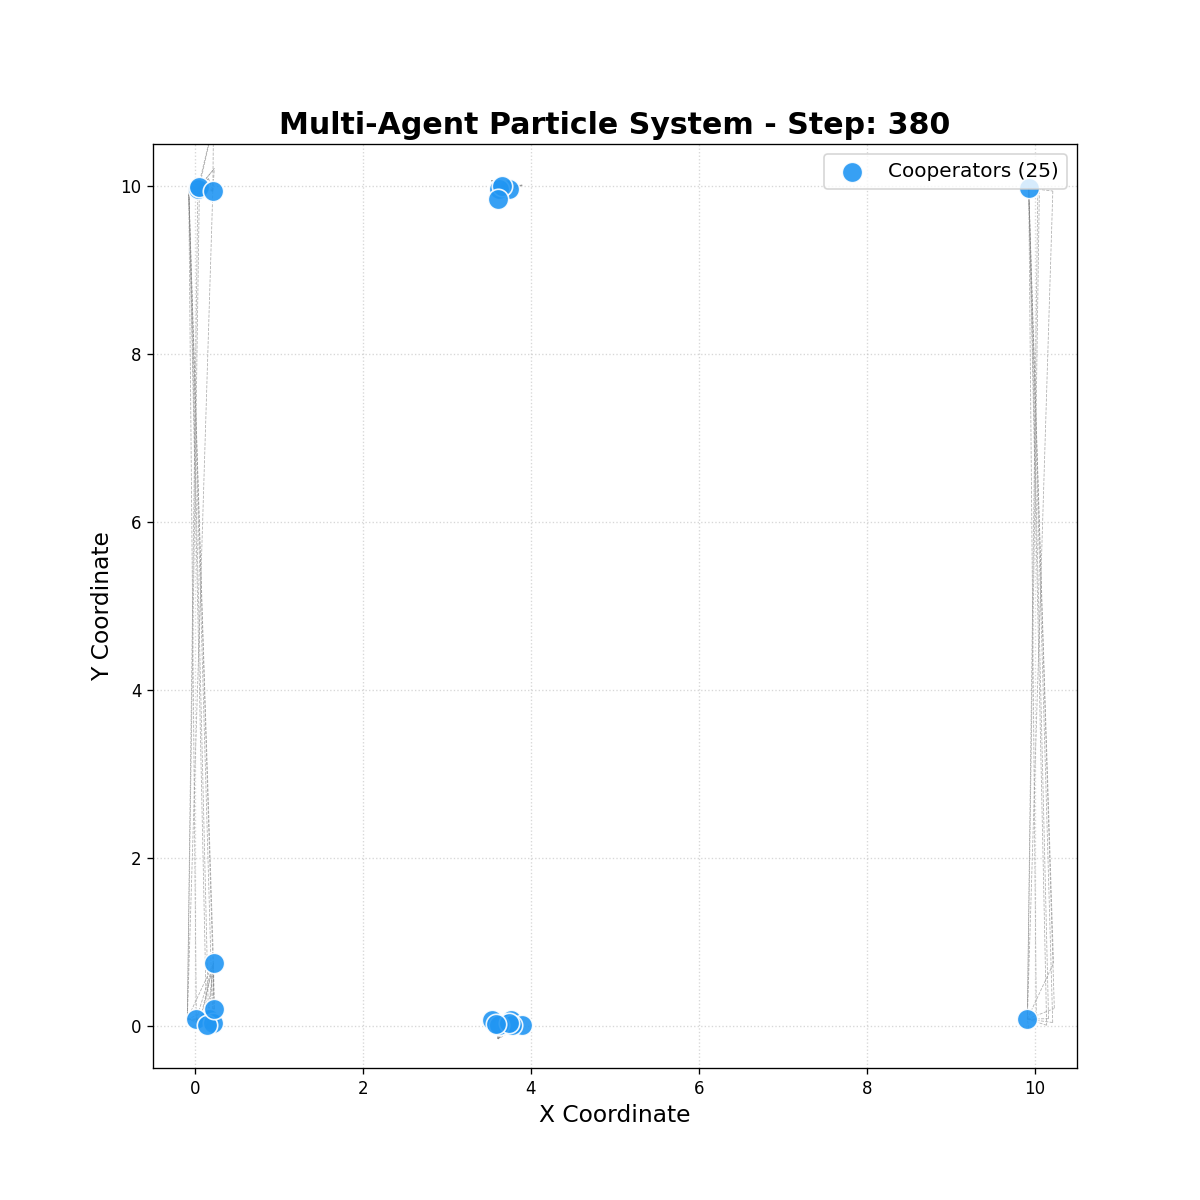 Multi-Agent Particle System - Step: 380
Cooperators (25)
10
8
6
4
2
0
Y Coordinate
0 2 4 6 8 10
X Coordinate